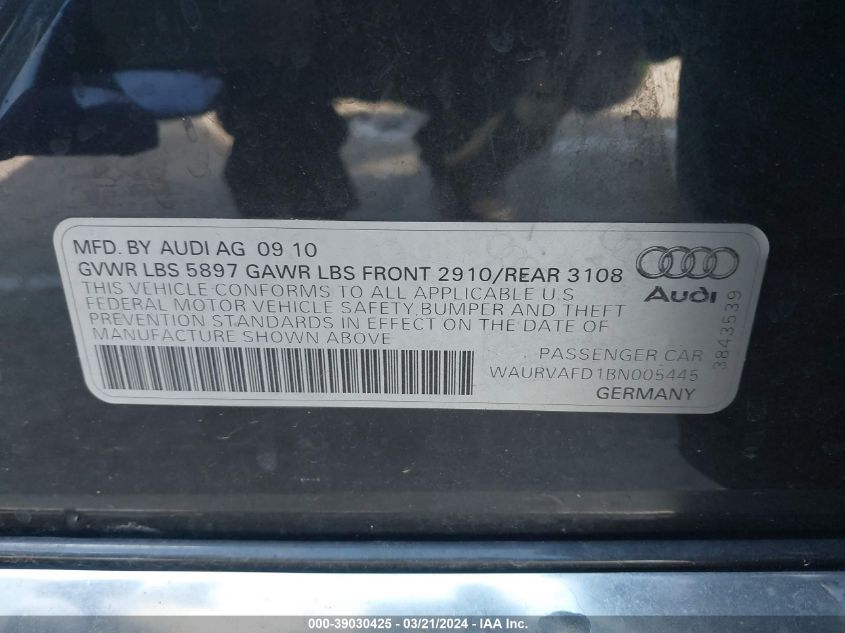 MFD. BY AUDI AG 09 10
GVWR LBS 5897 GAWR LBS FRONT 2910/REAR 3108
THIS VEHICLE CONFORMS TO ALL APPLICABLE U.S
FEDERAL MOTOR VEHICLE SAFETY, BUMPER AND THEFT
PREVENTION STANDARDS IN EFFECT ON THE DATE OF
MANUFACTURE SHOWN ABOVE
Audi
3843539
PASSENGER CAR
WAURVAFD1BN005445
GERMANY
000-39030425 - 03/21/2024 - IAAI.com